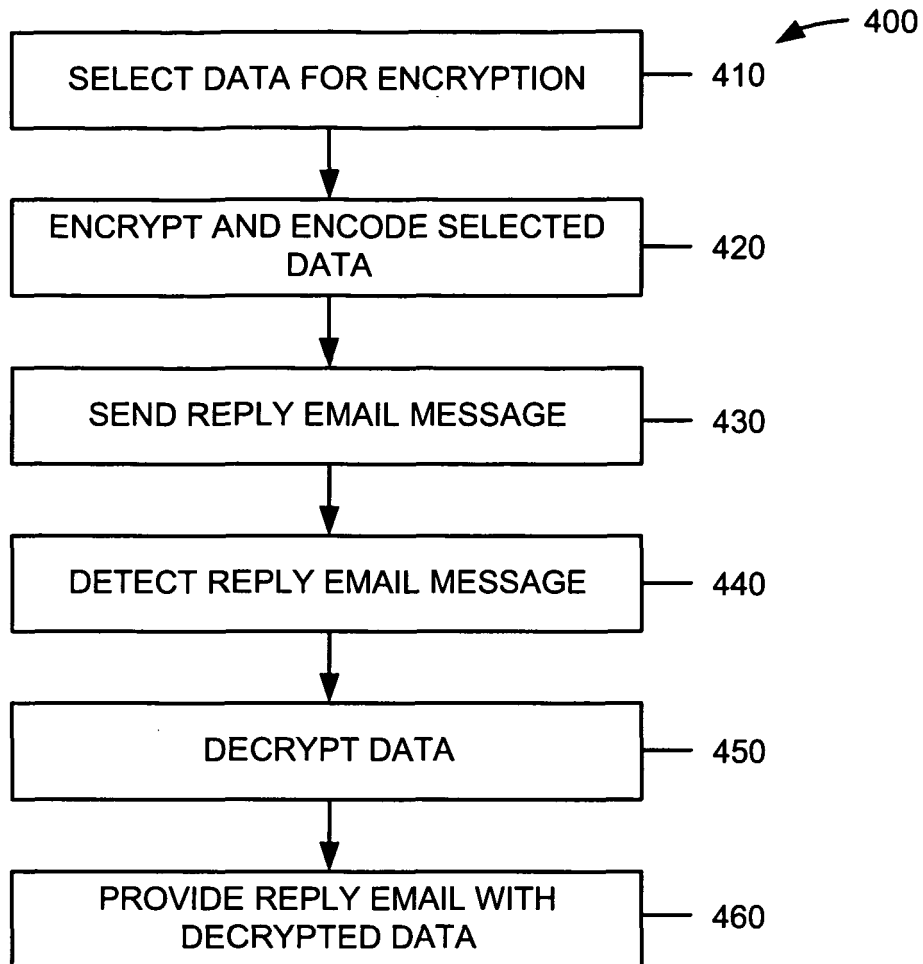 400
SELECT DATA FOR ENCRYPTION
410
ENCRYPT AND ENCODE SELECTED
DATA
420
SEND REPLY EMAIL MESSAGE
430
DETECT REPLY EMAIL MESSAGE
440
DECRYPT DATA
450
PROVIDE REPLY EMAIL WITH
DECRYPTED DATA
460